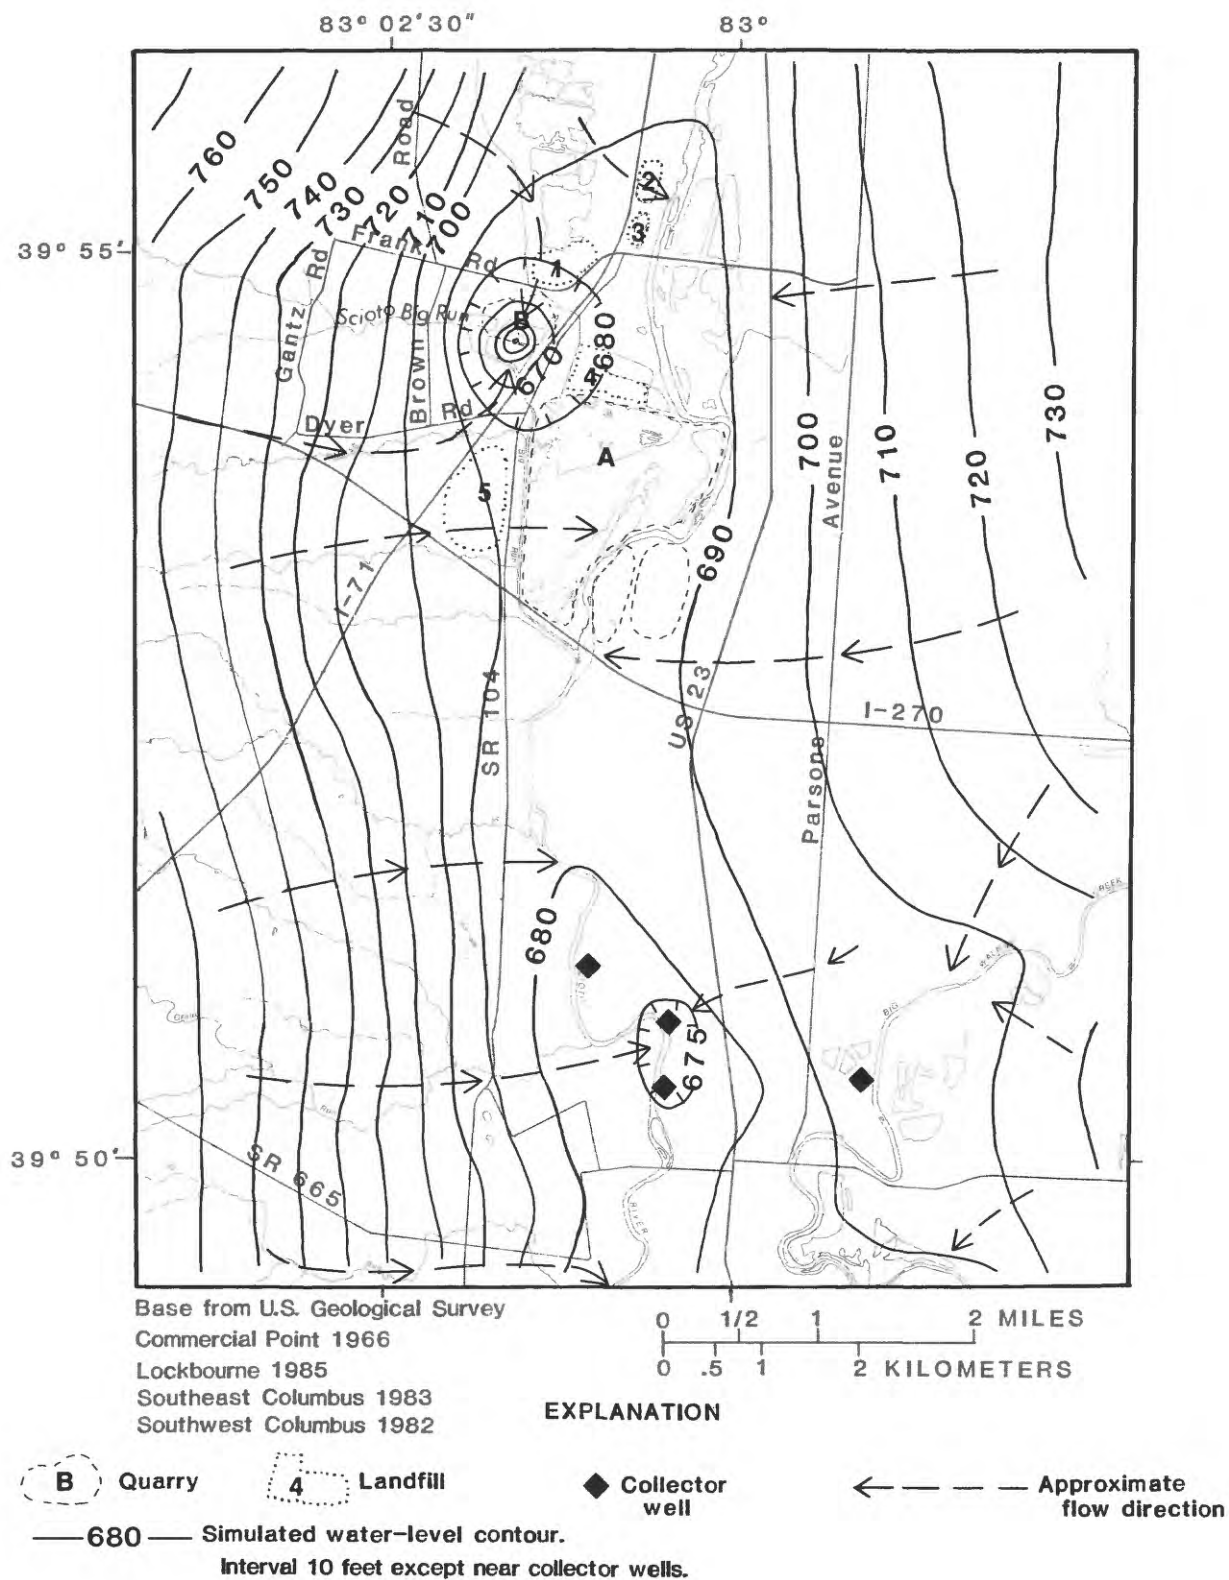 83° 02'30"
83°
39° 55'
39° 50'
760
750
740
730
720
710
700
Road
Frank
Rd
Gantz Rd
Scioto Big Run
Brown
Dyer
Rd
1
2
3
4
5
A
B
670
680
690
700
710
720
730
I-71
SR 104
US 23
I-270
Parsons
Avenue
680
675
BIG
WALNUT
CREEK
RIVER
SR 665
Base from U.S. Geological Survey
Commercial Point 1966
Lockbourne 1985
Southeast Columbus 1983
Southwest Columbus 1982
0 1/2 1 2 MILES
0 .5 1 2 KILOMETERS
EXPLANATION
B Quarry
4 Landfill
Collector
well
Approximate
flow direction
680 Simulated water-level contour.
Interval 10 feet except near collector wells.